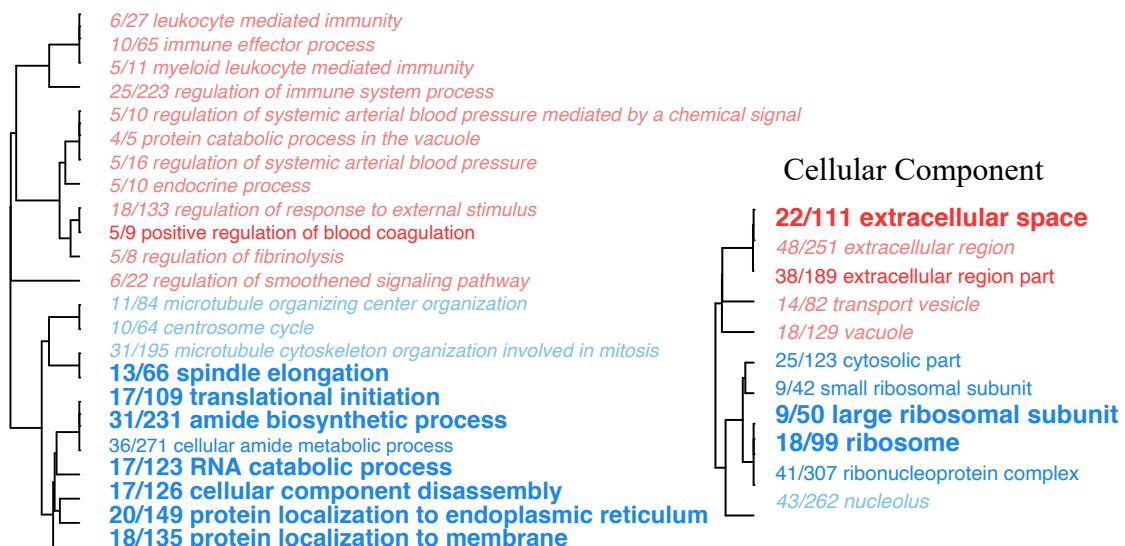 6/27 leukocyte mediated immunity
10/65 immune effector process
5/11 myeloid leukocyte mediated immunity
25/223 regulation of immune system process
5/10 regulation of systemic arterial blood pressure mediated by a chemical signal
4/5 protein catabolic process in the vacuole
5/16 regulation of systemic arterial blood pressure
5/10 endocrine process
18/133 regulation of response to external stimulus
5/9 positive regulation of blood coagulation
5/8 regulation of fibrinolysis
6/22 regulation of smoothened signaling pathway
11/84 microtubule organizing center organization
10/64 centrosome cycle
31/195 microtubule cytoskeleton organization involved in mitosis
13/66 spindle elongation
17/109 translational initiation
31/231 amide biosynthetic process
36/271 cellular amide metabolic process
17/123 RNA catabolic process
17/126 cellular component disassembly
20/149 protein localization to endoplasmic reticulum
18/135 protein localization to membrane
Cellular Component
22/111 extracellular space
48/251 extracellular region
38/189 extracellular region part
14/82 transport vesicle
18/129 vacuole
25/123 cytosolic part
9/42 small ribosomal subunit
9/50 large ribosomal subunit
18/99 ribosome
41/307 ribonucleoprotein complex
43/262 nucleolus